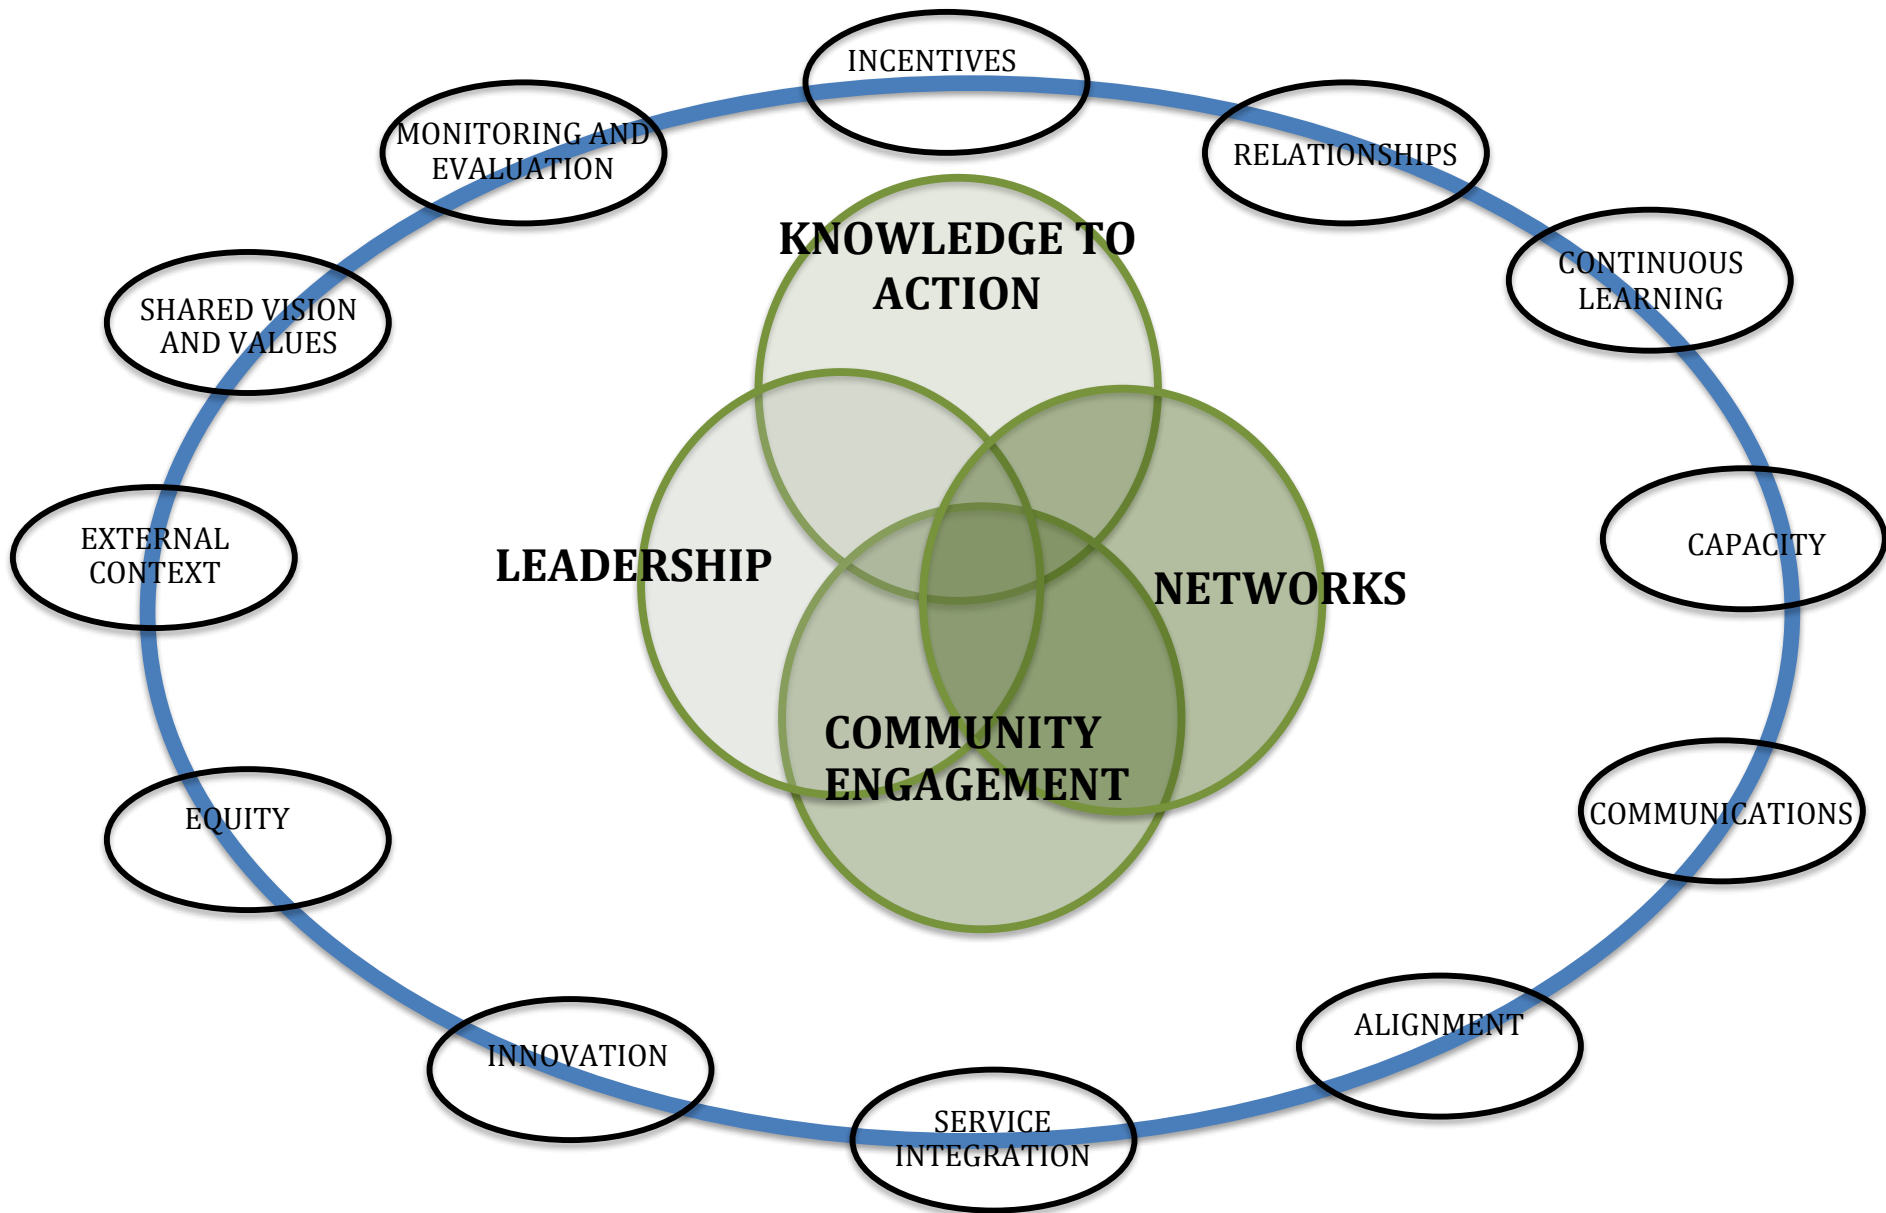 INCENTIVES
MONITORING AND
EVALUATION
RELATIONSHIPS
KNOWLEDGE TO
ACTION
CONTINUOUS
LEARNING
SHARED VISION
AND VALUES
EXTERNAL
CONTEXT
LEADERSHIP
NETWORKS
CAPACITY
COMMUNITY
ENGAGEMENT
EQUITY
COMMUNICATIONS
INNOVATION
ALIGNMENT
SERVICE
INTEGRATION